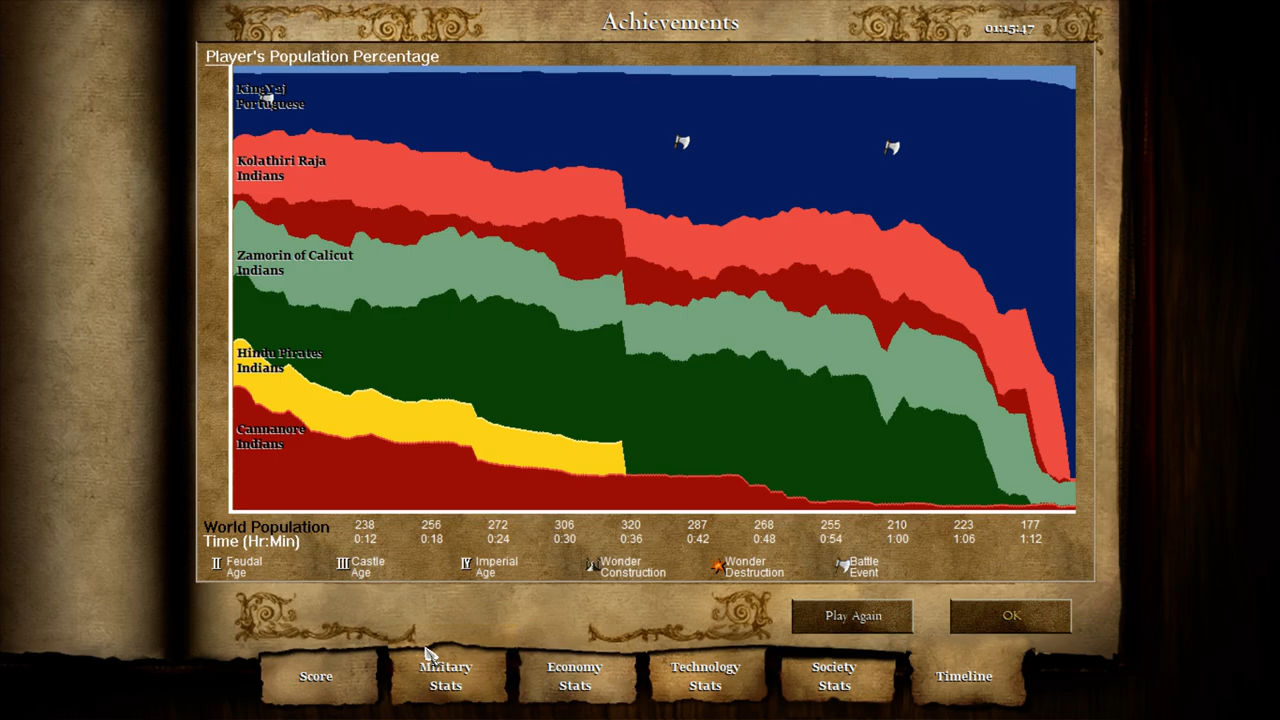 Achievements
01:15:47
Player's Population Percentage
Portuguese
Kolathiri Raja
Indians
Zamorin of Calicut
Indians
Hindu Pirates
Indians
Cannanore
Indians
World Population 238 256 272 306 320 287 268 255 210 223 177
Time (Hr:Min) 0:12 0:18 0:24 0:30 0:36 0:42 0:48 0:54 1:00 1:06 1:12
II Feudal Age
III Castle Age
IV Imperial Age
Wonder Construction
Wonder Destruction
Battle Event
Play Again
OK
Score
Military Stats
Economy Stats
Technology Stats
Society Stats
Timeline